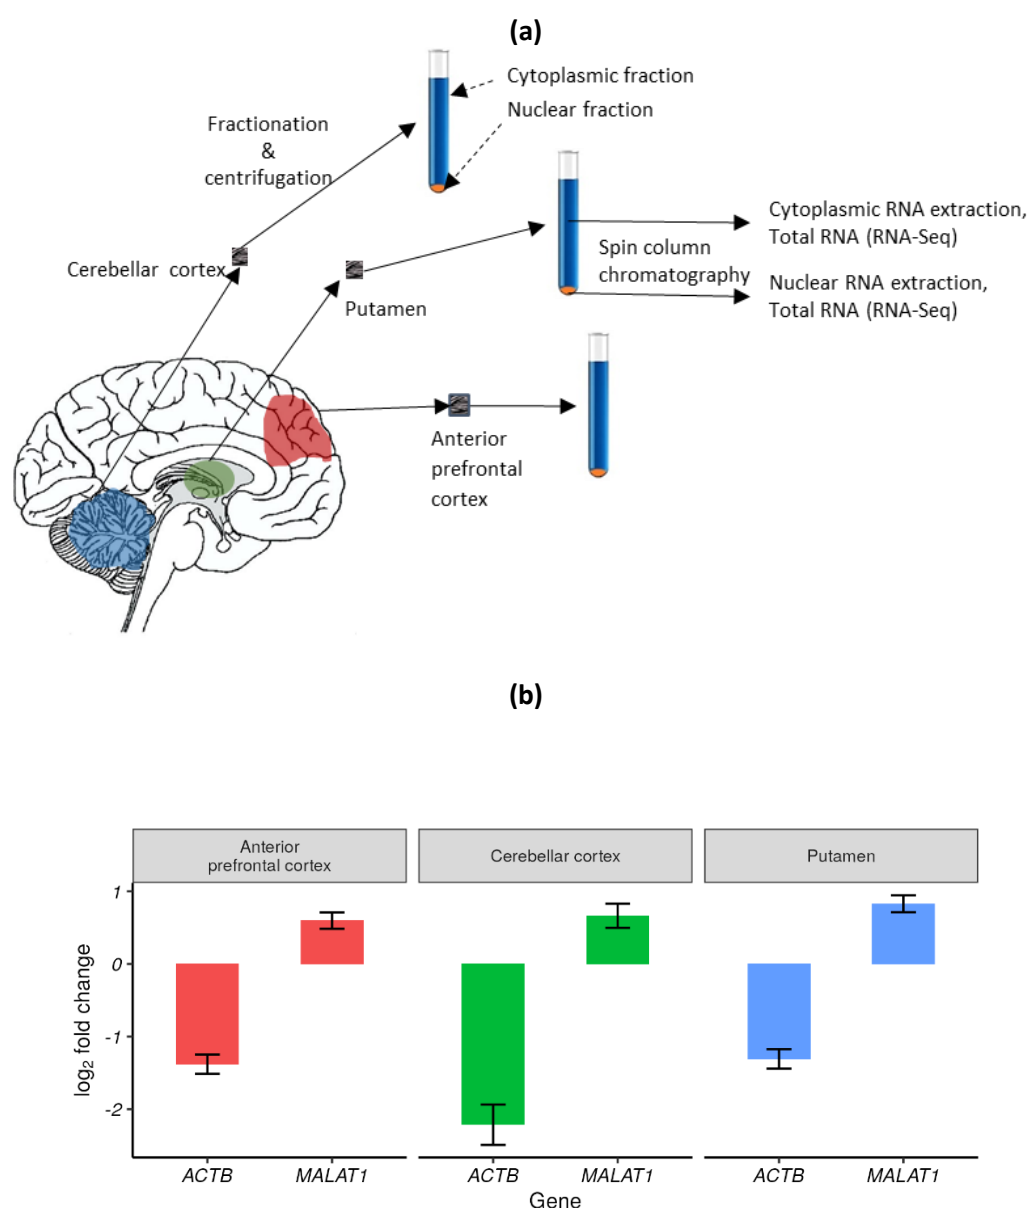 (a)
Cytoplasmic fraction
Nuclear fraction
Fractionation
&
centrifugation
Cytoplasmic RNA extraction,
Total RNA (RNA-Seq)
Spin column
chromatography
Nuclear RNA extraction,
Total RNA (RNA-Seq)
Cerebellar cortex
Putamen
Anterior
prefrontal
cortex
(b)
Anterior
prefrontal cortex
Cerebellar cortex
Putamen
log₂ fold change
1
0
-1
-2
ACTB MALAT1 ACTB MALAT1 ACTB MALAT1
Gene